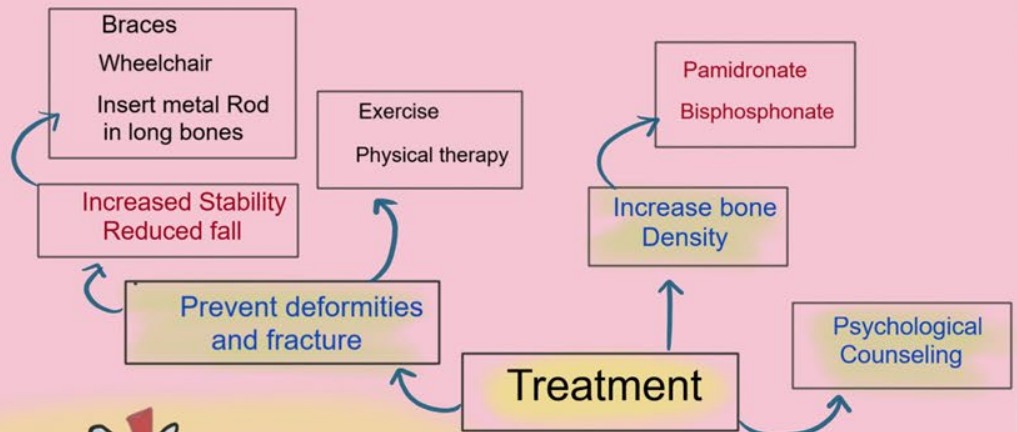 Braces
Wheelchair
Insert metal Rod
in long bones
Exercise
Physical therapy
Pamidronate
Bisphosphonate
Increased Stability
Reduced fall
Increase bone
Density
Prevent deformities
and fracture
Psychological
Counseling
Treatment